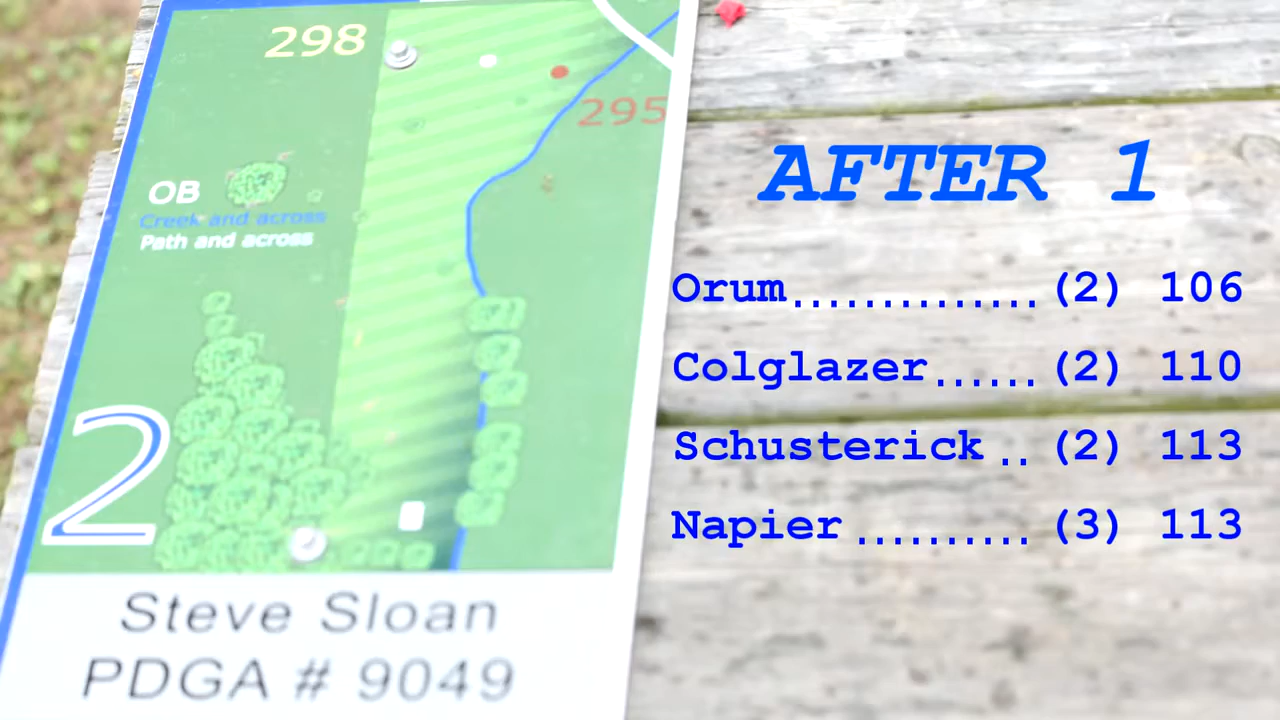 298
295
OB
Creek and across
Path and across
2
Steve Sloan
PDGA # 9049
AFTER 1
Orum..............(2) 106
Colglazer......(2) 110
Schusterick ..(2) 113
Napier ..........(3) 113